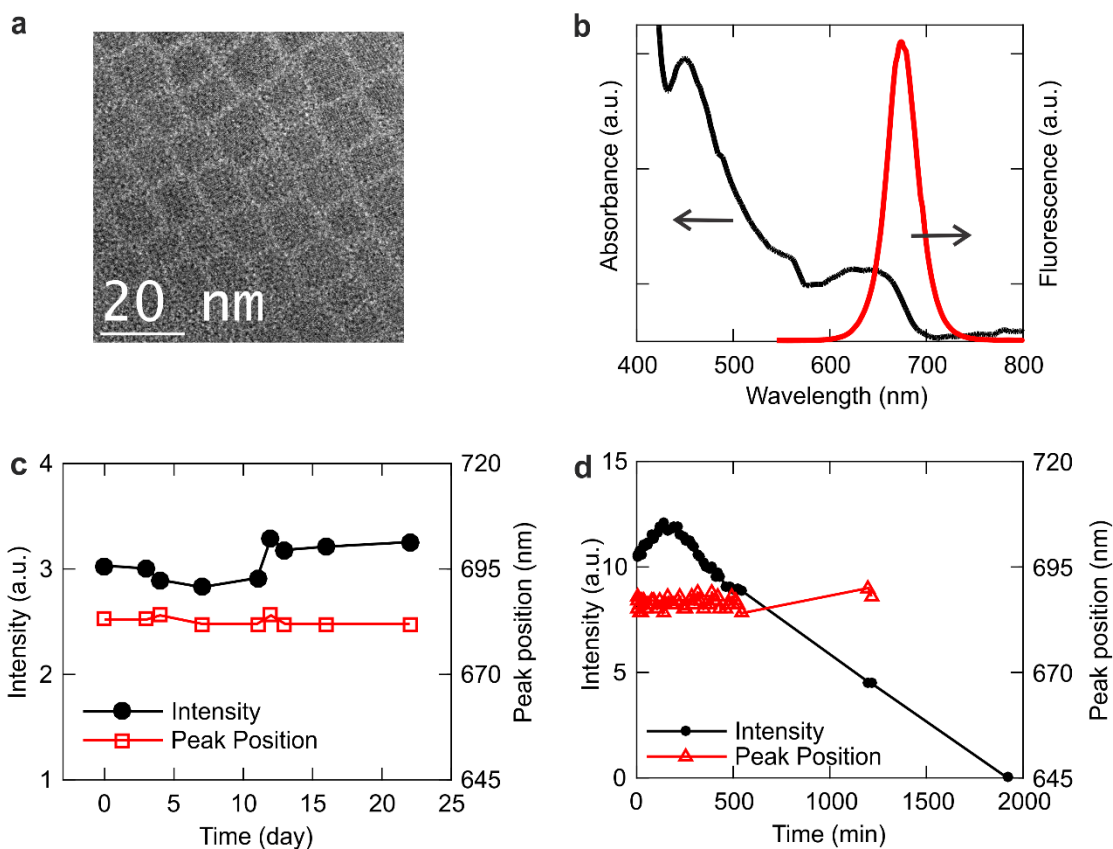 a
20 nm
b
Absorbance (a.u.)
Fluorescence (a.u.)
400 500 600 700 800
Wavelength (nm)
c
4
3
2
1
Intensity (a.u.)
720
695
670
645
Peak position (nm)
Intensity
Peak Position
0 5 10 15 20 25
Time (day)
d
15
10
5
0
Intensity (a.u.)
720
695
670
645
Peak position (nm)
Intensity
Peak Position
0 500 1000 1500 2000
Time (min)